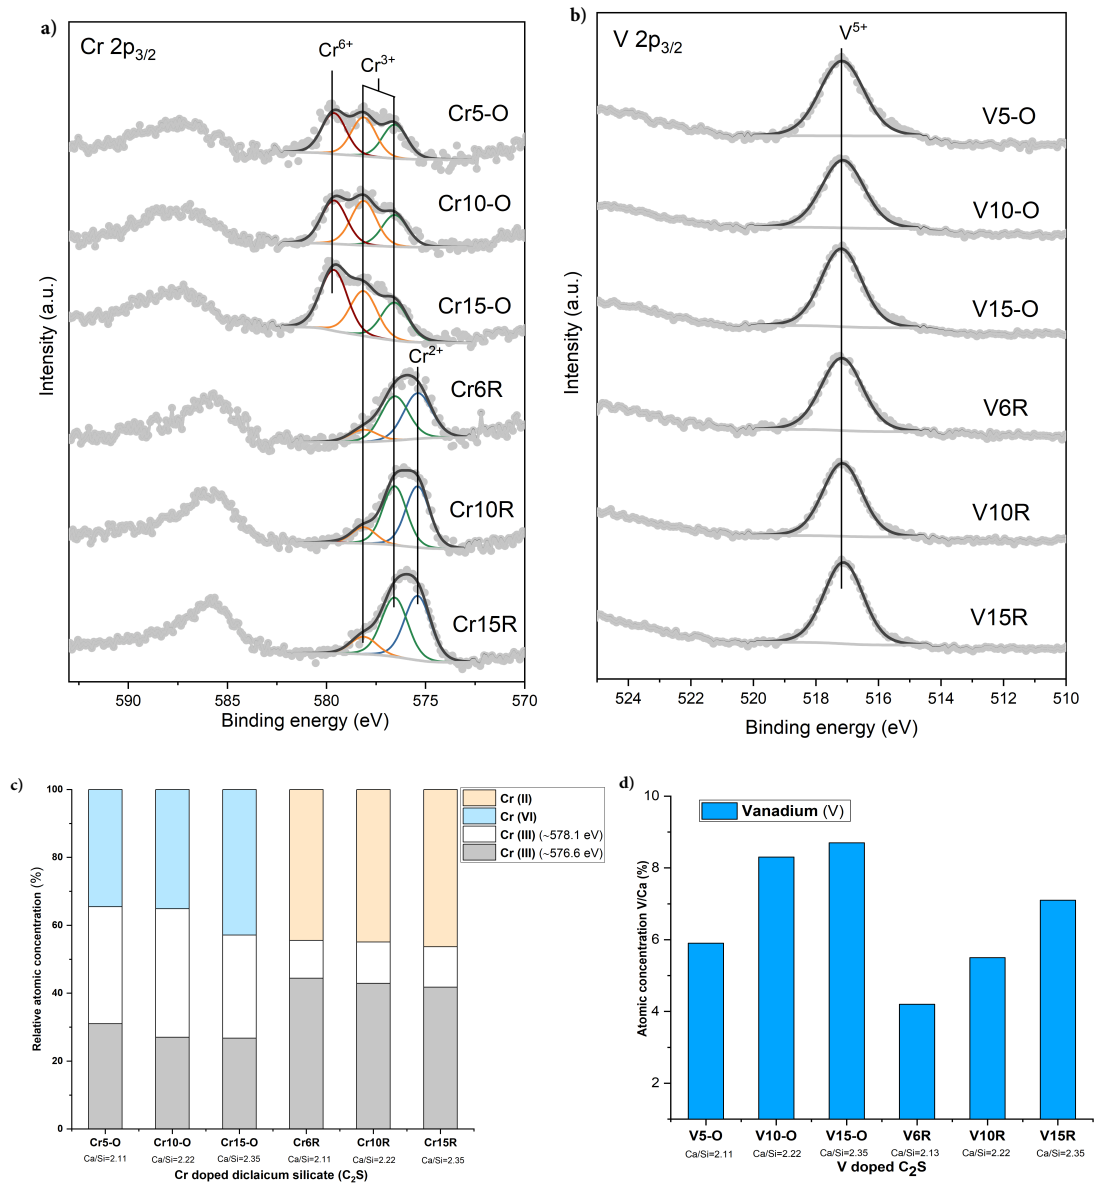 a)
Cr 2p3/2
Cr6+
Cr3+
Cr5-O
Cr10-O
Cr15-O
Cr2+
Cr6R
Cr10R
Cr15R
Intensity (a.u.)
590 585 580 575 570
Binding energy (eV)
b)
V 2p3/2
V5+
V5-O
V10-O
V15-O
V6R
V10R
V15R
Intensity (a.u.)
524 522 520 518 516 514 512 510
Binding energy (eV)
c)
100
80
60
40
20
0
Relative atomic concentration (%)
Cr (II)
Cr (VI)
Cr (III) (~578.1 eV)
Cr (III) (~576.6 eV)
Cr5-O Cr10-O Cr15-O Cr6R Cr10R Cr15R
Ca/Si=2.11 Ca/Si=2.22 Ca/Si=2.35 Ca/Si=2.11 Ca/Si=2.22 Ca/Si=2.35
Cr doped diclaicum silicate (C2S)
d)
10
8
6
4
2
Atomic concentration V/Ca (%)
Vanadium (V)
V5-O V10-O V15-O V6R V10R V15R
Ca/Si=2.11 Ca/Si=2.22 Ca/Si=2.35 Ca/Si=2.13 Ca/Si=2.22 Ca/Si=2.35
V doped C2S